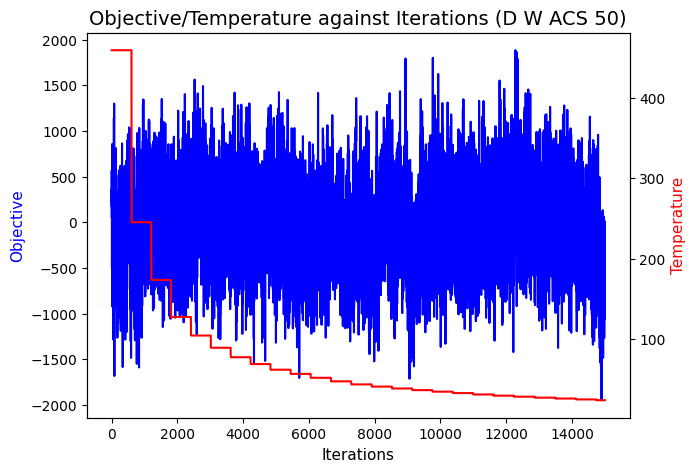 Objective/Temperature against Iterations (D W ACS 50)
2000
1500
1000
500
0
−500
−1000
−1500
−2000
Objective
400
300
200
100
Temperature
0 2000 4000 6000 8000 10000 12000 14000
Iterations